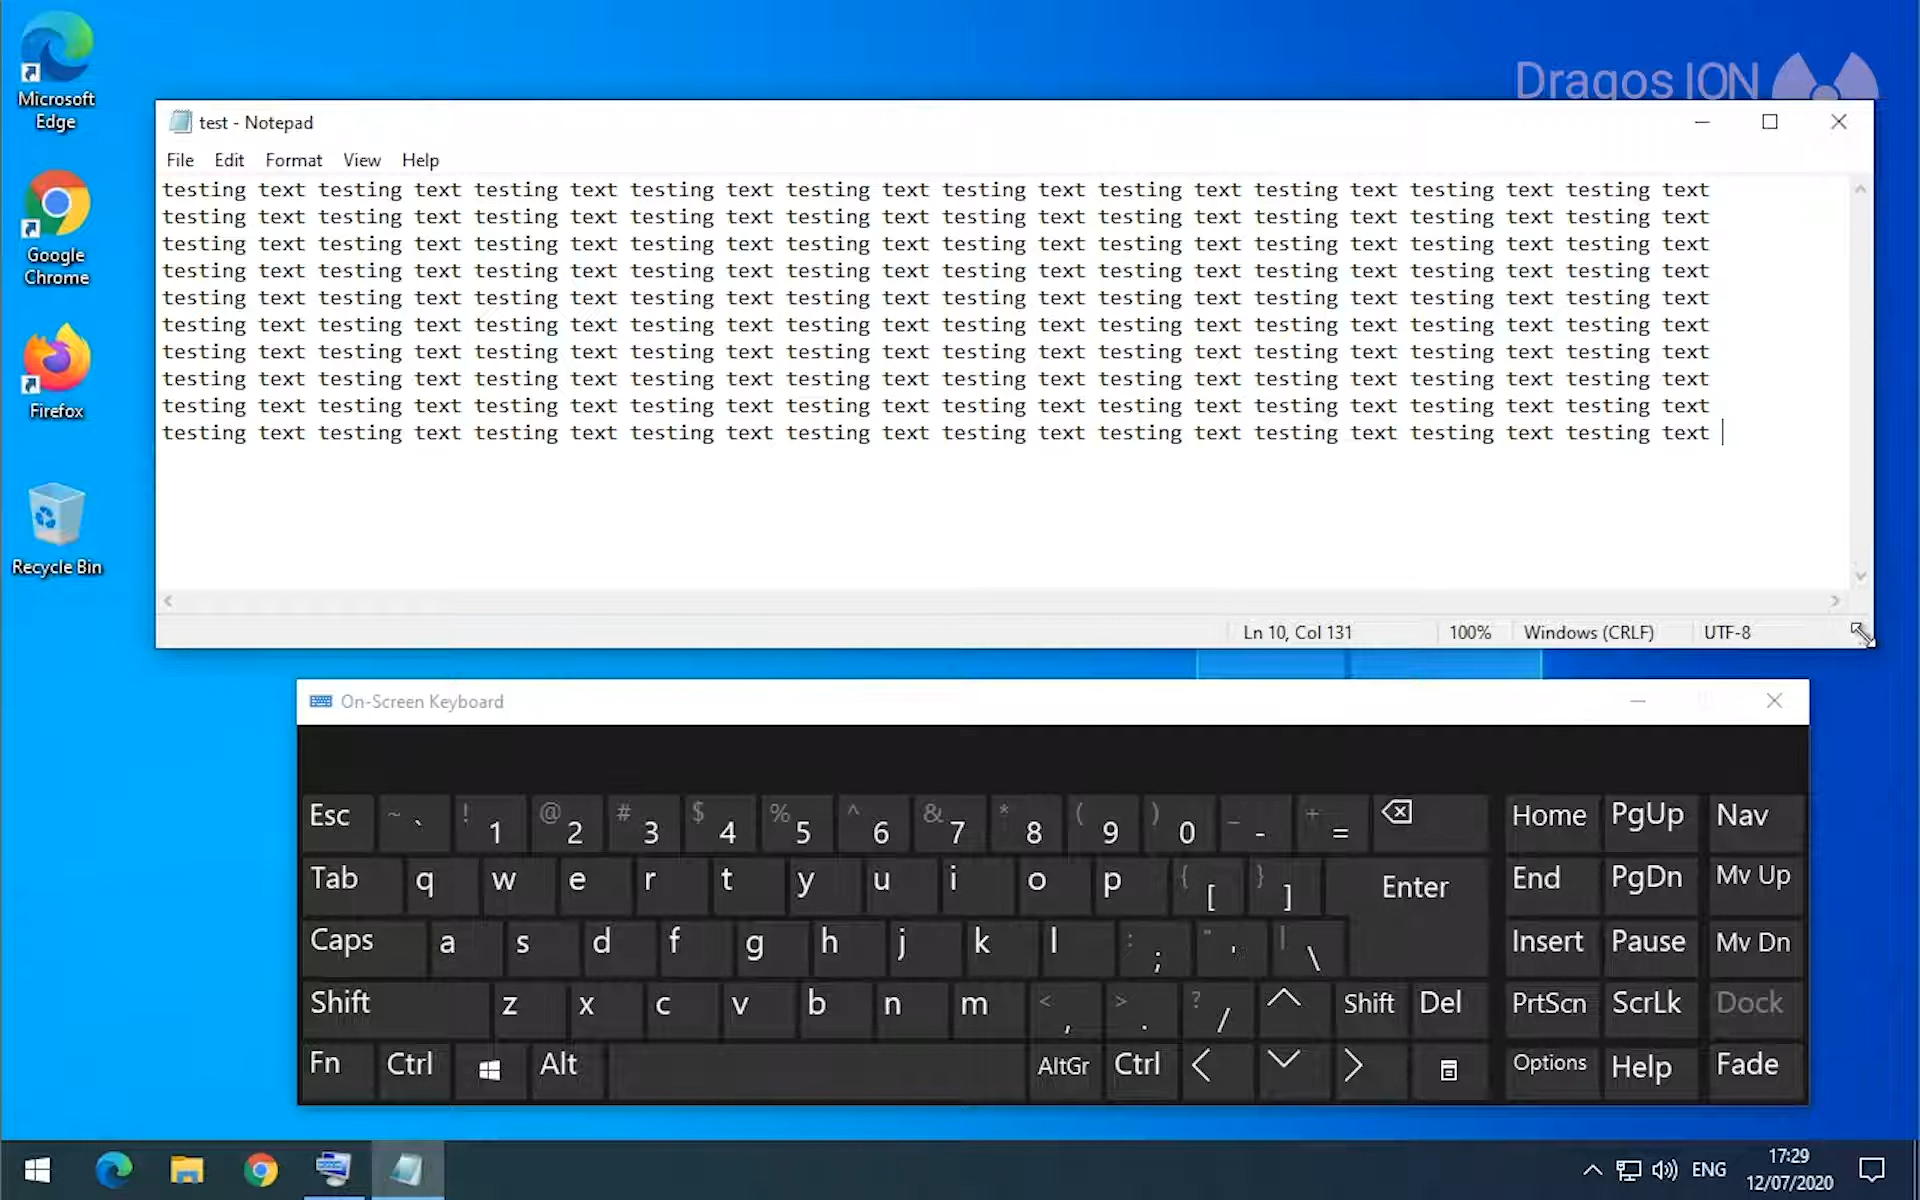 Microsoft
Edge
Google
Chrome
Firefox
Recycle Bin
Dragos ION
test - Notepad
File Edit Format View Help
testing text testing text testing text testing text testing text testing text testing text testing text testing text testing text
testing text testing text testing text testing text testing text testing text testing text testing text testing text testing text
testing text testing text testing text testing text testing text testing text testing text testing text testing text testing text
testing text testing text testing text testing text testing text testing text testing text testing text testing text testing text
testing text testing text testing text testing text testing text testing text testing text testing text testing text testing text
testing text testing text testing text testing text testing text testing text testing text testing text testing text testing text
testing text testing text testing text testing text testing text testing text testing text testing text testing text testing text
testing text testing text testing text testing text testing text testing text testing text testing text testing text testing text
testing text testing text testing text testing text testing text testing text testing text testing text testing text testing text
testing text testing text testing text testing text testing text testing text testing text testing text testing text testing text
Ln 10, Col 131 100% Windows (CRLF) UTF-8
On-Screen Keyboard
Esc ~ ` ! 1 @ 2 # 3 $ 4 % 5 ^ 6 & 7 * 8 ( 9 ) 0 _ - + = Home PgUp Nav
Tab q w e r t y u i o p { [ } ] Enter End PgDn Mv Up
Caps a s d f g h j k l : ; " ' | \ Insert Pause Mv Dn
Shift z x c v b n m < , > . ? / Shift Del PrtScn ScrLk Dock
Fn Ctrl Alt AltGr Ctrl Options Help Fade
ENG
17:29
12/07/2020